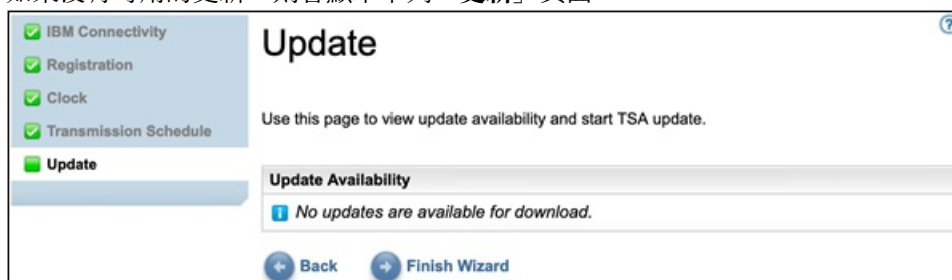 IBM Connectivity
Registration
Clock
Transmission Schedule
Update
Update
Use this page to view update availability and start TSA update.
Update Availability
No updates are available for download.
Back
Finish Wizard